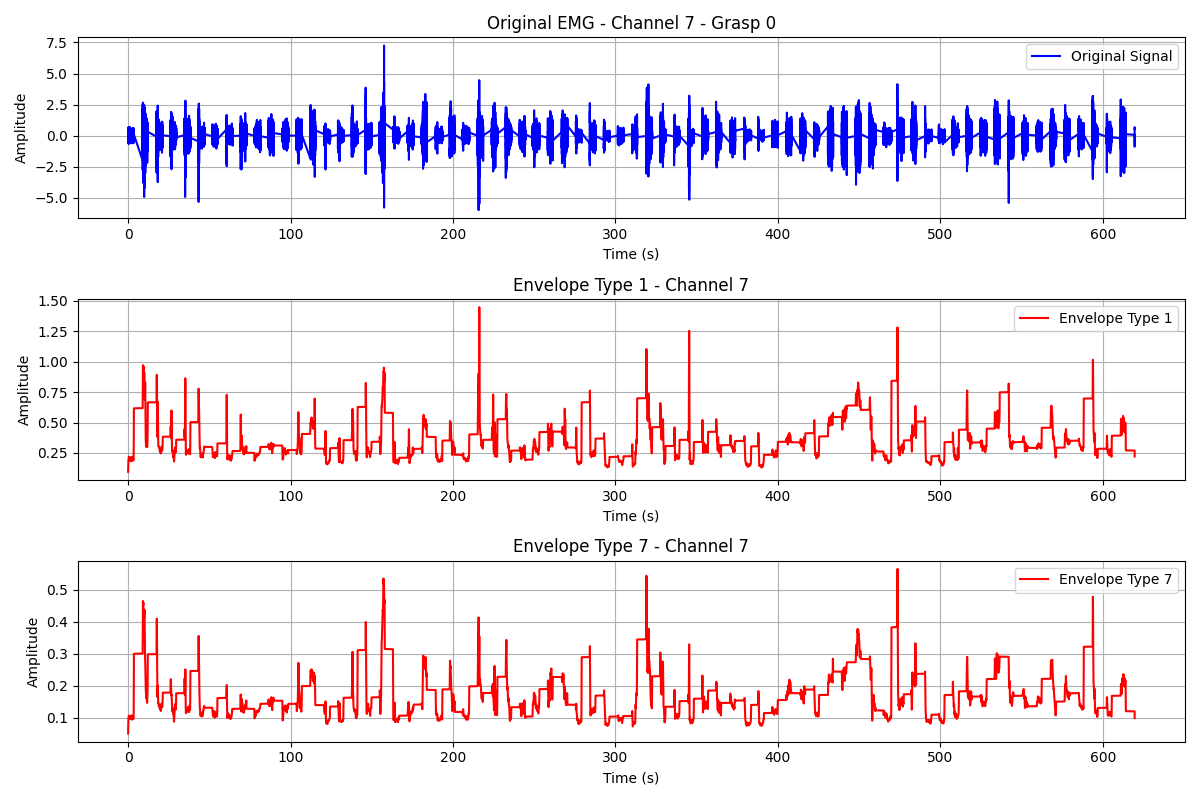 Original EMG - Channel 7 - Grasp 0
7.5
5.0
2.5
0.0
−2.5
−5.0
Amplitude
Original Signal
0 100 200 300 400 500 600
Time (s)
Envelope Type 1 - Channel 7
1.50
1.25
1.00
0.75
0.50
0.25
Amplitude
Envelope Type 1
0 100 200 300 400 500 600
Time (s)
Envelope Type 7 - Channel 7
0.5
0.4
0.3
0.2
0.1
Amplitude
Envelope Type 7
0 100 200 300 400 500 600
Time (s)